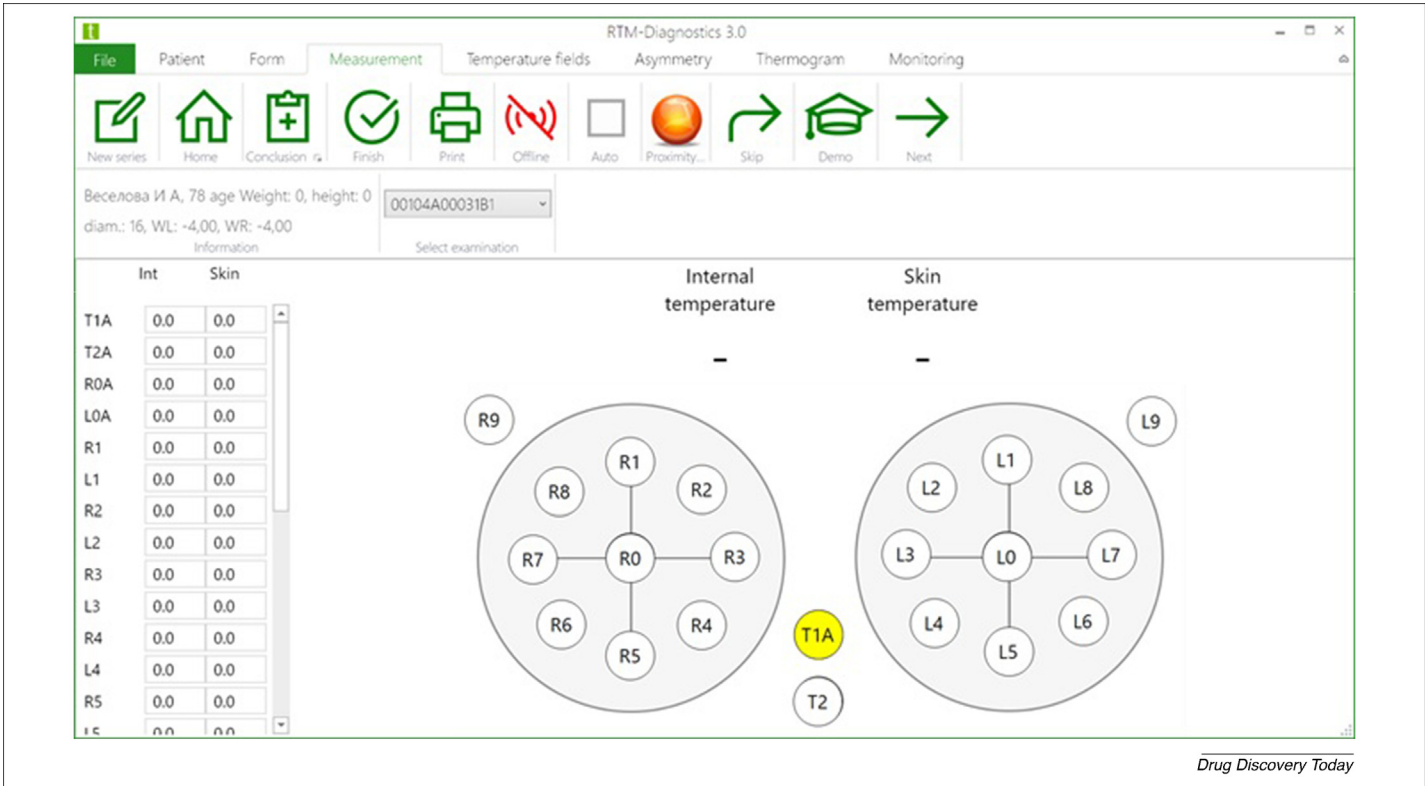 RTM-Diagnostics 3.0
File Patient Form Measurement Temperature fields Asymmetry Thermogram Monitoring
New series Home Conclusion Finish Print Offline Auto Proximity... Skip Demo Next
Веселова И А, 78 age Weight: 0, height: 0
00104A00031B1
diam.: 16, WL: -4,00, WR: -4,00
Information Select examination
Int Skin
Internal temperature
Skin temperature
- -
T1A 0.0 0.0
T2A 0.0 0.0
R0A 0.0 0.0
L0A 0.0 0.0
R1 0.0 0.0
L1 0.0 0.0
R2 0.0 0.0
L2 0.0 0.0
R3 0.0 0.0
L3 0.0 0.0
R4 0.0 0.0
L4 0.0 0.0
R5 0.0 0.0
L5 0.0 0.0
R9 L9
R1 L1
R8 R2 L2 L8
R7 R0 R3 L3 L0 L7
R6 R4 T1A L4 L6
R5 L5
T2
Drug Discovery Today